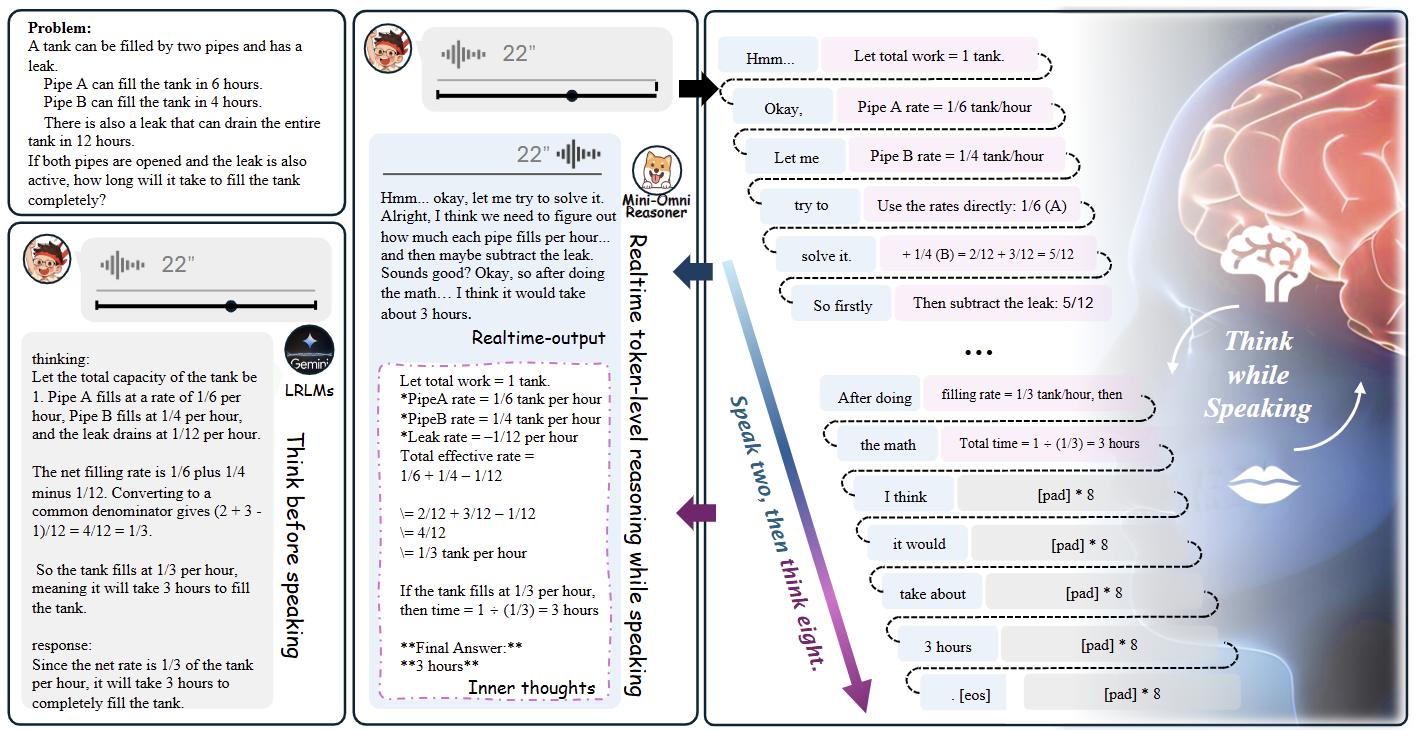 Problem:
A tank can be filled by two pipes and has a
leak.
Pipe A can fill the tank in 6 hours.
Pipe B can fill the tank in 4 hours.
There is also a leak that can drain the entire
tank in 12 hours.
If both pipes are opened and the leak is also
active, how long will it take to fill the tank
completely?
22”
Gemini
LRLMs
thinking:
Let the total capacity of the tank be
1. Pipe A fills at a rate of 1/6 per
hour, Pipe B fills at 1/4 per hour,
and the leak drains at 1/12 per hour.
The net filling rate is 1/6 plus 1/4
minus 1/12. Converting to a
common denominator gives (2 + 3 -
1)/12 = 4/12 = 1/3.
So the tank fills at 1/3 per hour,
meaning it will take 3 hours to fill
the tank.
response:
Since the net rate is 1/3 of the tank
per hour, it will take 3 hours to
completely fill the tank.
Think before speaking
22”
22”
Mini-Omni
Reasoner
Hmm... okay, let me try to solve it.
Alright, I think we need to figure out
how much each pipe fills per hour...
and then maybe subtract the leak.
Sounds good? Okay, so after doing
the math… I think it would take
about 3 hours.
Realtime-output
Let total work = 1 tank.
*PipeA rate = 1/6 tank per hour
*PipeB rate = 1/4 tank per hour
*Leak rate = –1/12 per hour
Total effective rate =
1/6 + 1/4 – 1/12
\= 2/12 + 3/12 – 1/12
\= 4/12
\= 1/3 tank per hour
If the tank fills at 1/3 per hour,
then time = 1 ÷ (1/3) = 3 hours
**Final Answer:**
**3 hours**
Inner thoughts
Realtime token-level reasoning while speaking
Hmm... Let total work = 1 tank.
Okay, Pipe A rate = 1/6 tank/hour
Let me Pipe B rate = 1/4 tank/hour
try to Use the rates directly: 1/6 (A)
solve it. + 1/4 (B) = 2/12 + 3/12 = 5/12
So firstly Then subtract the leak: 5/12
...
After doing filling rate = 1/3 tank/hour, then
the math Total time = 1 ÷ (1/3) = 3 hours
I think [pad] * 8
it would [pad] * 8
take about [pad] * 8
3 hours [pad] * 8
. [eos] [pad] * 8
Speak two, then think eight.
Think
while
Speaking